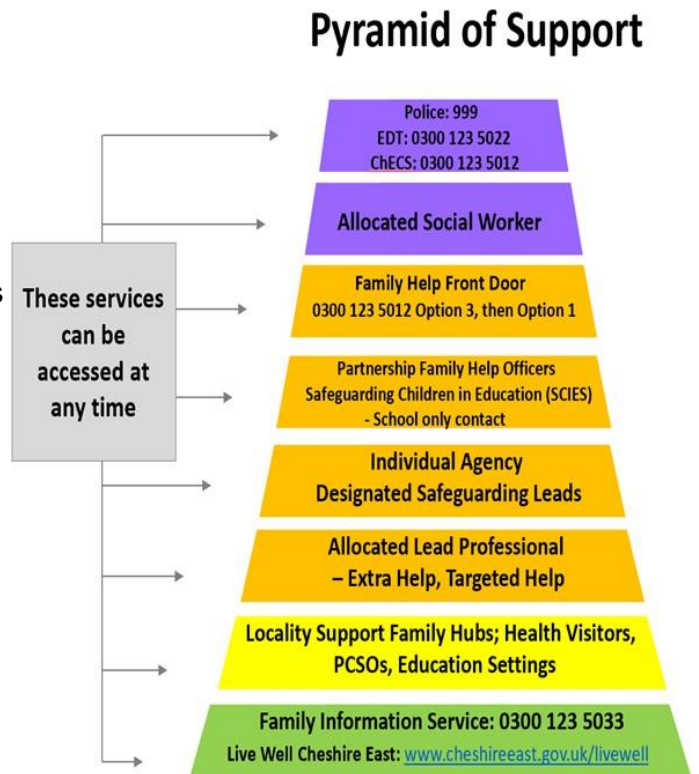 Pyramid of Support
Police: 999
EDT: 0300 123 5022
ChECS: 0300 123 5012
Allocated Social Worker
These services
can be
accessed at
any time
Family Help Front Door
0300 123 5012 Option 3, then Option 1
Partnership Family Help Officers
Safeguarding Children in Education (SCIES)
- School only contact
Individual Agency
Designated Safeguarding Leads
Allocated Lead Professional
– Extra Help, Targeted Help
Locality Support Family Hubs; Health Visitors,
PCSOs, Education Settings
Family Information Service: 0300 123 5033
Live Well Cheshire East: www.cheshireeast.gov.uk/livewell